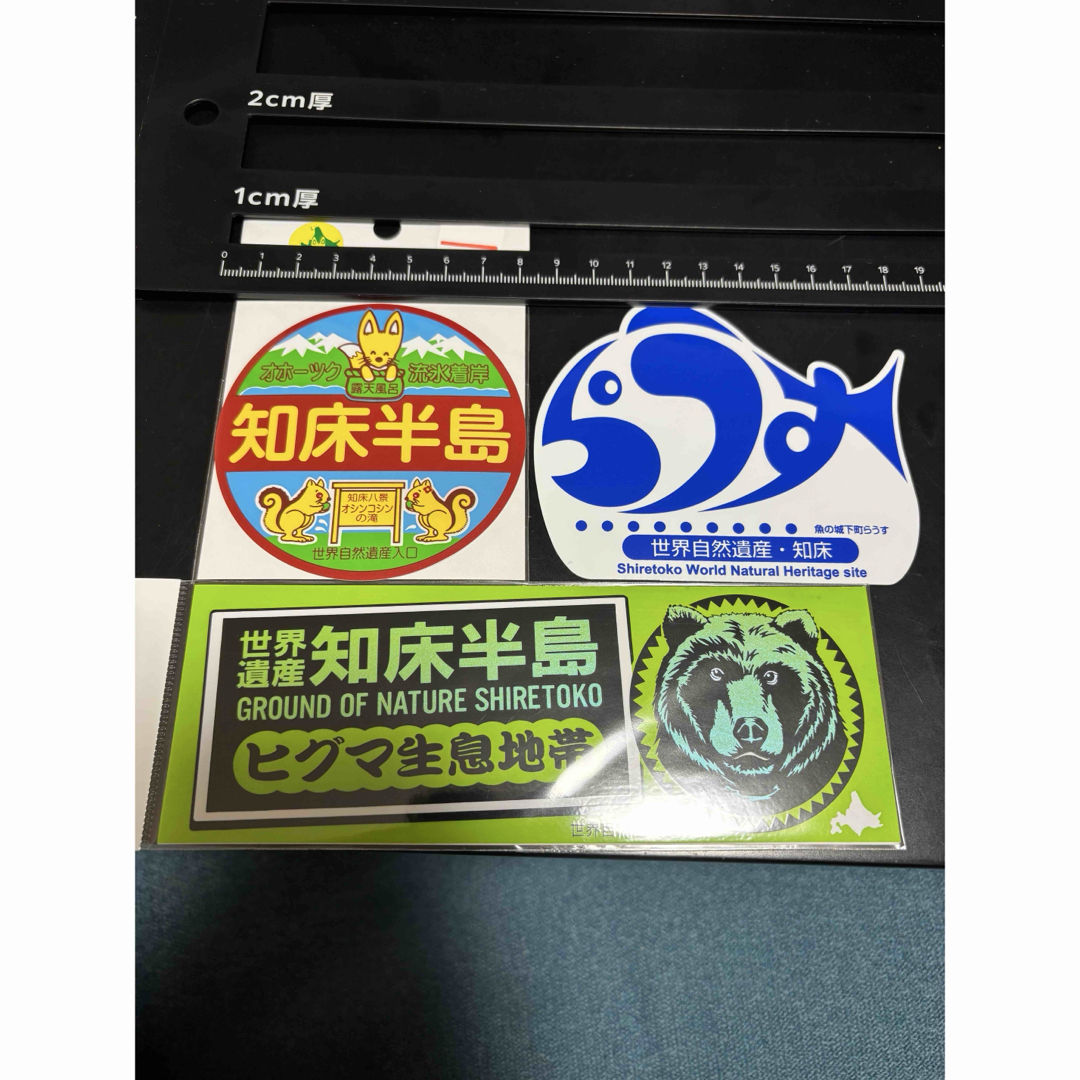 2cm厚
1cm厚
0 1 2 3 4 5 6 7 8 9 10 11 12 13 14 15 16 17 18 19
オホーツク 流氷着岸
露天風呂
知床半島
知床八景
オシンコシン
の滝
世界自然遺産入口
らうす
魚の城下町らうす
世界自然遺産・知床
Shiretoko World Natural Heritage site
世界
遺産
知床半島
GROUND OF NATURE SHIRETOKO
ヒグマ生息地帯
世界